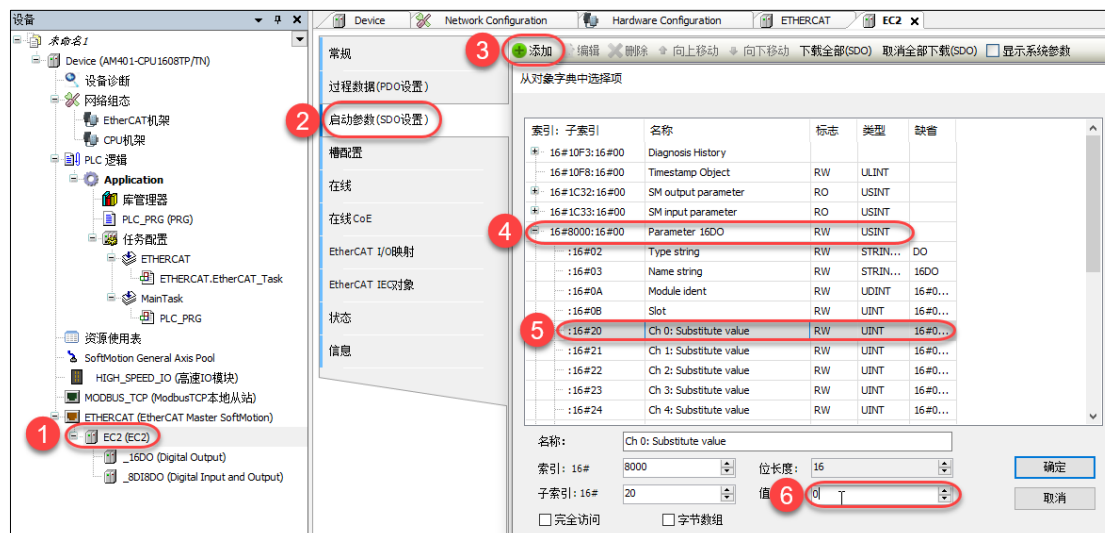 设备
未命名1
Device (AM401-CPU1608TP/TN)
设备诊断
网络组态
EtherCAT机架
CPU机架
PLC 逻辑
Application
库管理器
PLC_PRG (PRG)
任务配置
ETHERCAT
ETHERCAT.EtherCAT_Task
MainTask
PLC_PRG
资源使用表
SoftMotion General Axis Pool
HIGH_SPEED_IO (高速IO模块)
MODBUS_TCP (ModbusTCP本地从站)
ETHERCAT (EtherCAT Master SoftMotion)
1 EC2 (EC2)
_16DO (Digital Output)
_8DI8DO (Digital Input and Output)
Device Network Configuration Hardware Configuration ETHERCAT EC2
常规
过程数据(PDO设置)
2 启动参数(SDO设置)
槽配置
在线
在线CoE
EtherCAT I/O映射
EtherCAT IEC对象
状态
信息
3 添加 编辑 删除 向上移动 向下移动 下载全部(SDO) 取消全部下载(SDO) 显示系统参数
从对象字典中选择项
索引: 子索引 名称 标志 类型 缺省
16#10F3:16#00 Diagnosis History
16#10F8:16#00 Timestamp Object RW ULINT
16#1C32:16#00 SM output parameter RO USINT
16#1C33:16#00 SM input parameter RO USINT
4 16#8000:16#00 Parameter 16DO RW USINT
:16#02 Type string RW STRIN... DO
:16#03 Name string RW STRIN... 16DO
:16#0A Module ident RW UDINT 16#0...
:16#0B Slot RW UINT 16#0...
5 :16#20 Ch 0: Substitute value RW UINT 16#0...
:16#21 Ch 1: Substitute value RW UINT 16#0...
:16#22 Ch 2: Substitute value RW UINT 16#0...
:16#23 Ch 3: Substitute value RW UINT 16#0...
:16#24 Ch 4: Substitute value RW UINT 16#0...
名称: Ch 0: Substitute value
索引: 16# 8000 位长度: 16 确定
子索引: 16# 20 值 6 0 取消
完全访问 字节数组